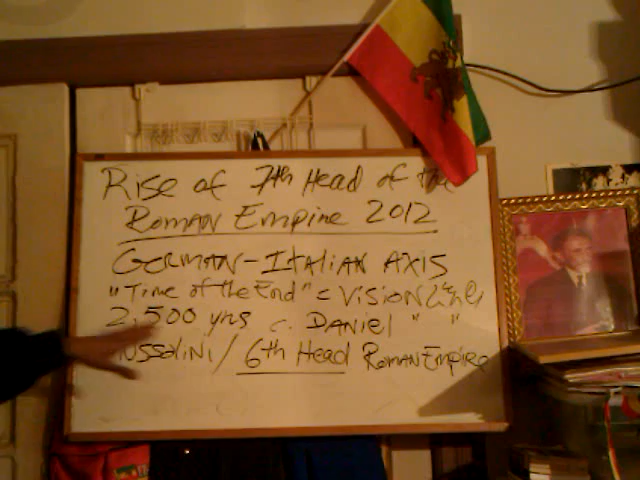 Rise of 7th Head of the
Roman Empire 2012
German-Italian Axis
"Time of the End" = Vision
2,500 yrs c. Daniel " "
ussolini/ 6th Head Roman Empire